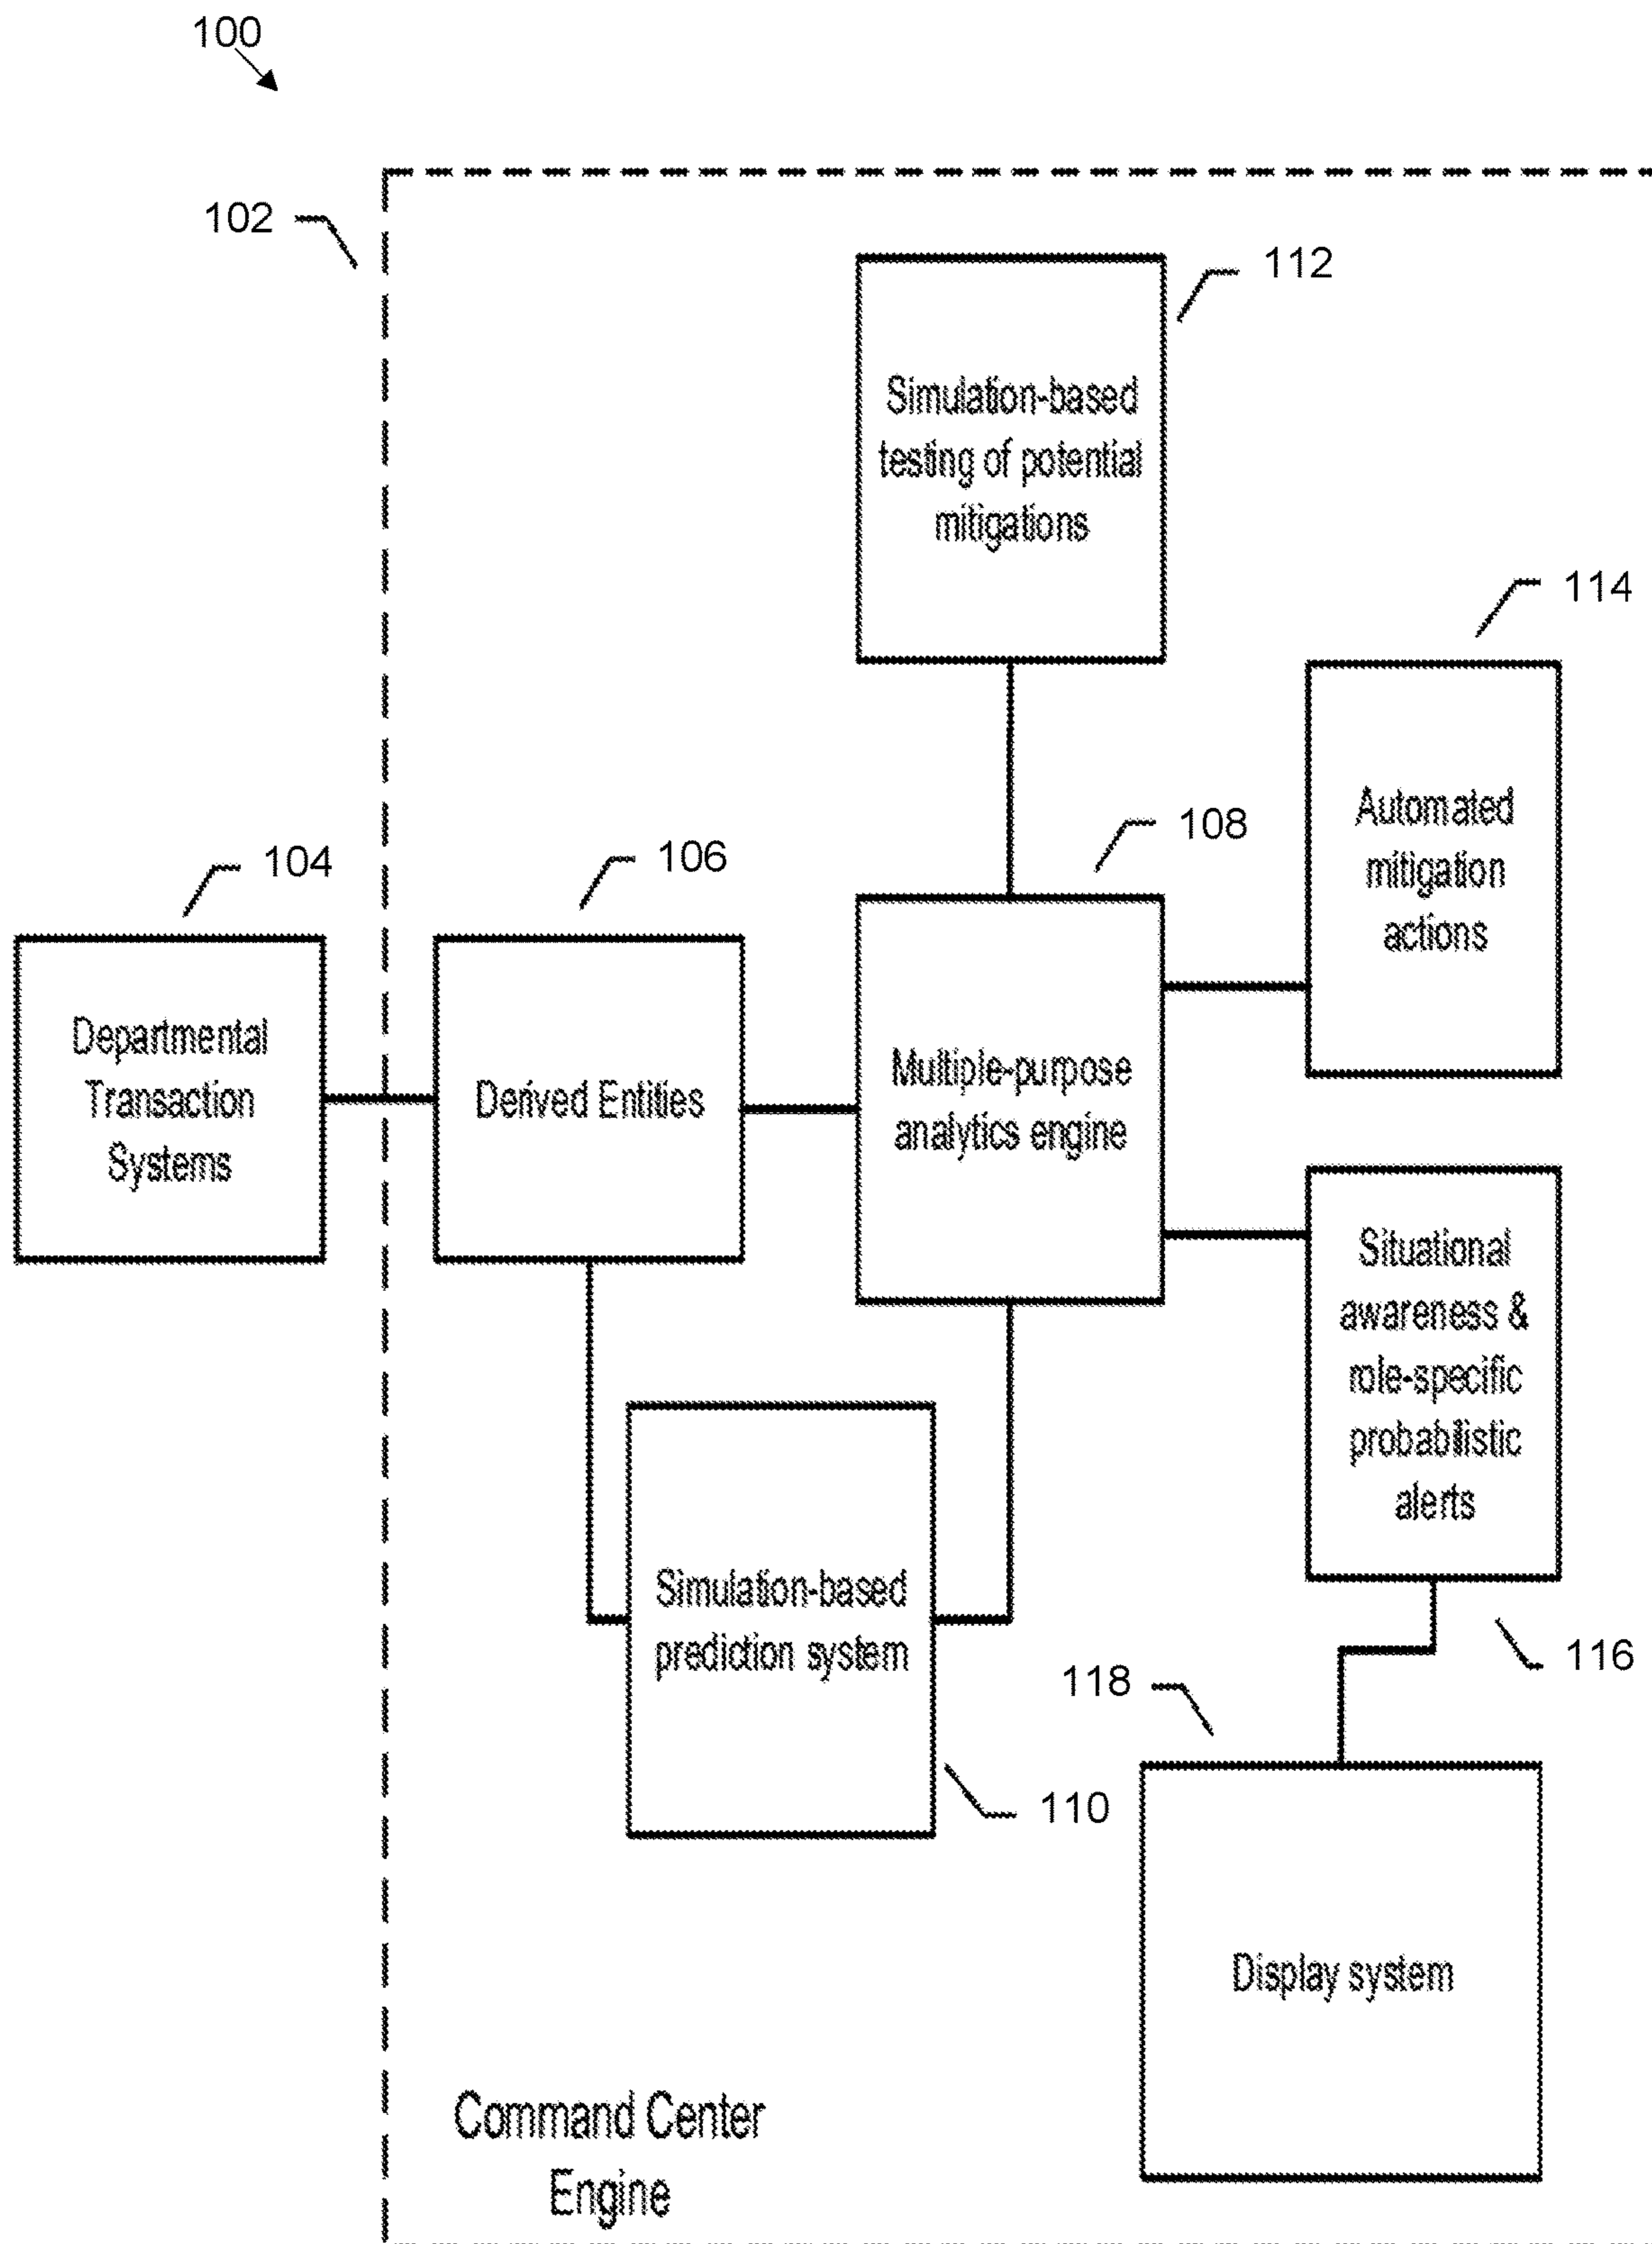 100
102
112
Simulation-based
testing of potential
mitigations
114
Automated
mitigation
actions
104
106
108
Departmental
Transaction
Systems
Derived Entities
Multiple-purpose
analytics engine
Situational
awareness &
role-specific
probabilistic
alerts
116
Simulation-based
prediction system
110
118
Display system
Command Center
Engine